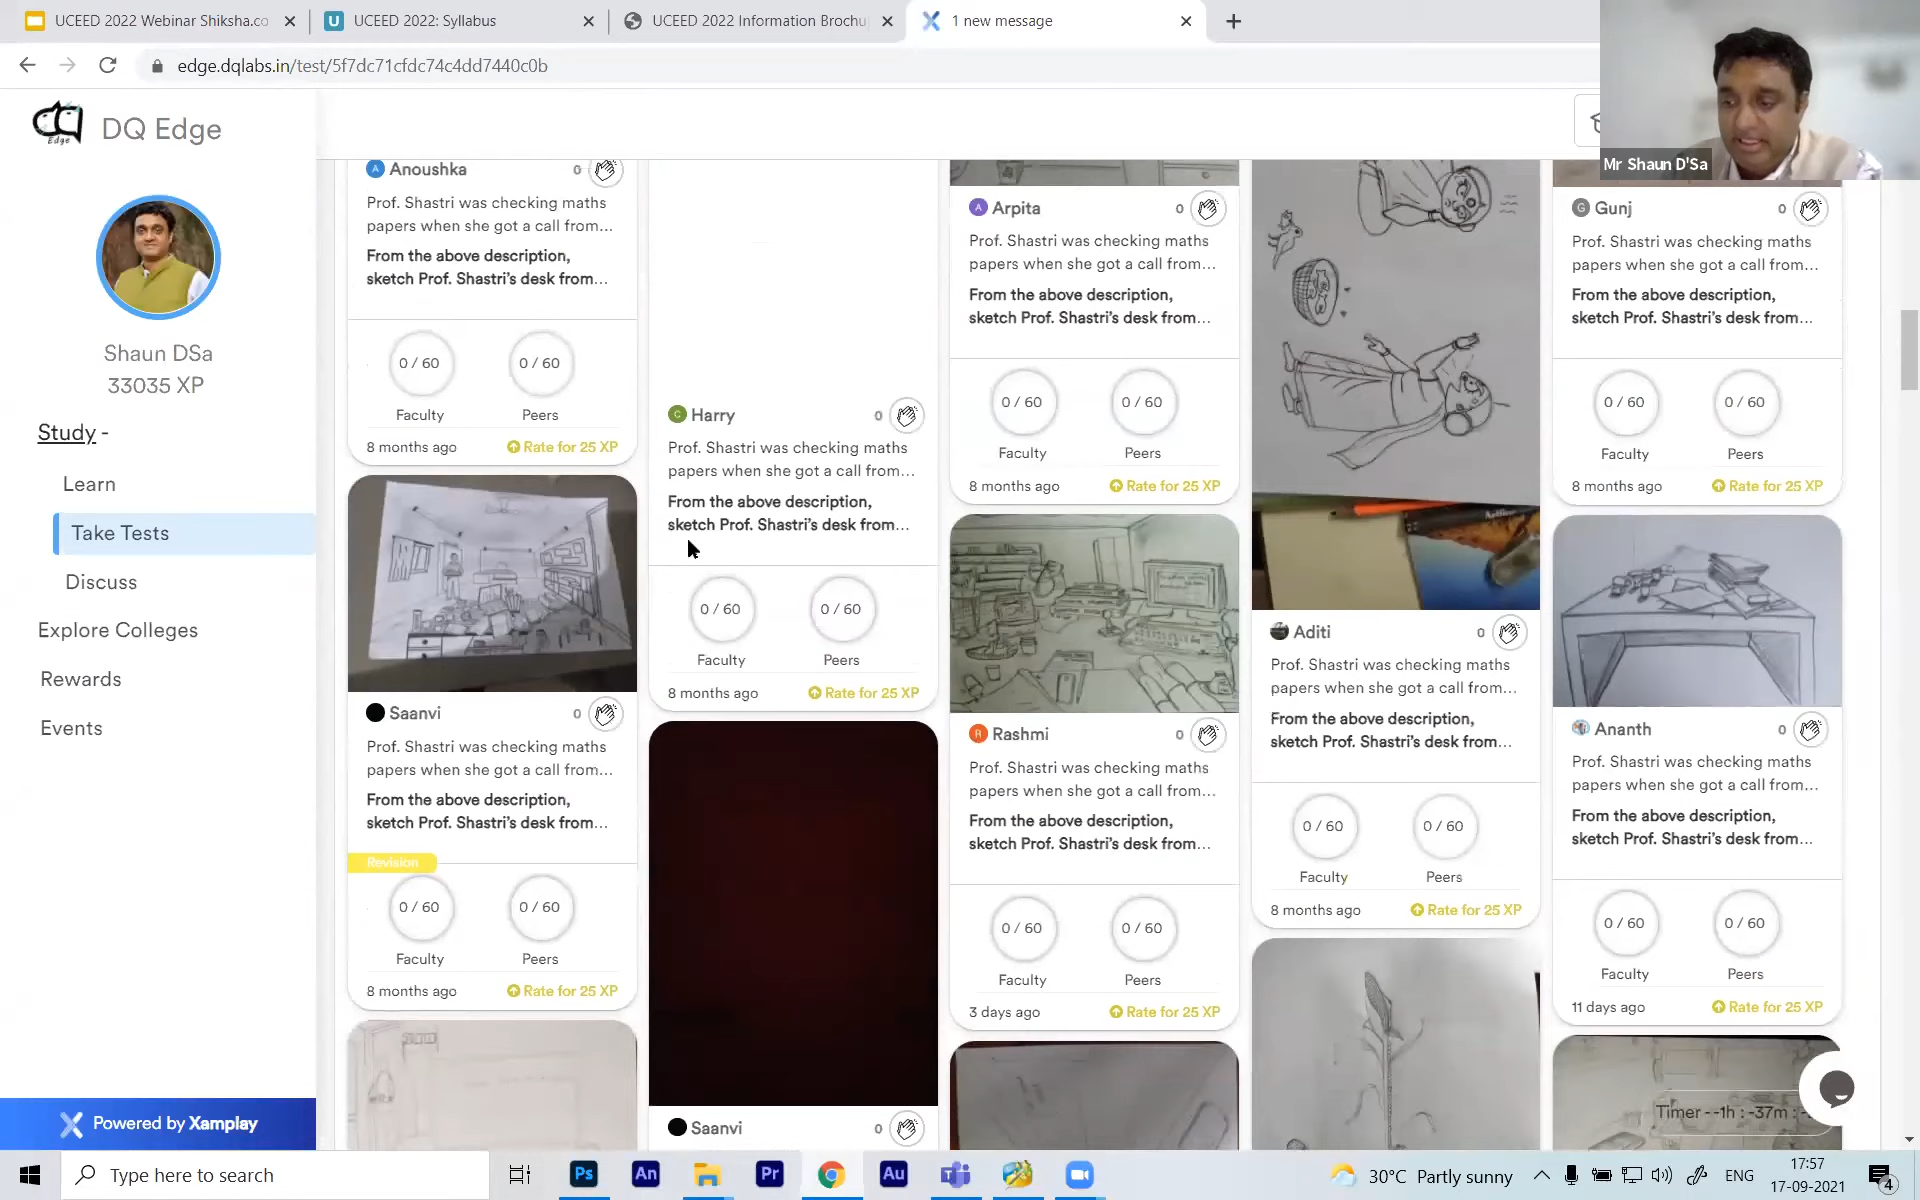 UCEED 2022 Webinar Shiksha.co
UCEED 2022: Syllabus
UCEED 2022 Information Brochu
1 new message
edge.dqlabs.in/test/5f7dc71cfdc74c4dd7440c0b
Mr Shaun D'Sa
Edge
DQ Edge
Shaun DSa
33035 XP
Study -
Learn
Take Tests
Discuss
Explore Colleges
Rewards
Events
Powered by Xamplay
A Anoushka 0
Prof. Shastri was checking maths
papers when she got a call from...
From the above description,
sketch Prof. Shastri's desk from...
0 / 60 0 / 60
Faculty Peers
8 months ago Rate for 25 XP
Saanvi 0
Prof. Shastri was checking maths
papers when she got a call from...
From the above description,
sketch Prof. Shastri's desk from...
Revision
0 / 60 0 / 60
Faculty Peers
8 months ago Rate for 25 XP
C Harry 0
Prof. Shastri was checking maths
papers when she got a call from...
From the above description,
sketch Prof. Shastri's desk from...
0 / 60 0 / 60
Faculty Peers
8 months ago Rate for 25 XP
Saanvi 0
A Arpita 0
Prof. Shastri was checking maths
papers when she got a call from...
From the above description,
sketch Prof. Shastri's desk from...
0 / 60 0 / 60
Faculty Peers
8 months ago Rate for 25 XP
R Rashmi 0
Prof. Shastri was checking maths
papers when she got a call from...
From the above description,
sketch Prof. Shastri's desk from...
0 / 60 0 / 60
Faculty Peers
3 days ago Rate for 25 XP
Aditi 0
Prof. Shastri was checking maths
papers when she got a call from...
From the above description,
sketch Prof. Shastri's desk from...
0 / 60 0 / 60
Faculty Peers
8 months ago Rate for 25 XP
G Gunj 0
Prof. Shastri was checking maths
papers when she got a call from...
From the above description,
sketch Prof. Shastri's desk from...
0 / 60 0 / 60
Faculty Peers
8 months ago Rate for 25 XP
Ananth 0
Prof. Shastri was checking maths
papers when she got a call from...
From the above description,
sketch Prof. Shastri's desk from...
0 / 60 0 / 60
Faculty Peers
11 days ago Rate for 25 XP
Timer --1h : -37m :
Type here to search
Ps An Pr Au
30°C Partly sunny
ENG
17:57
17-09-2021
4